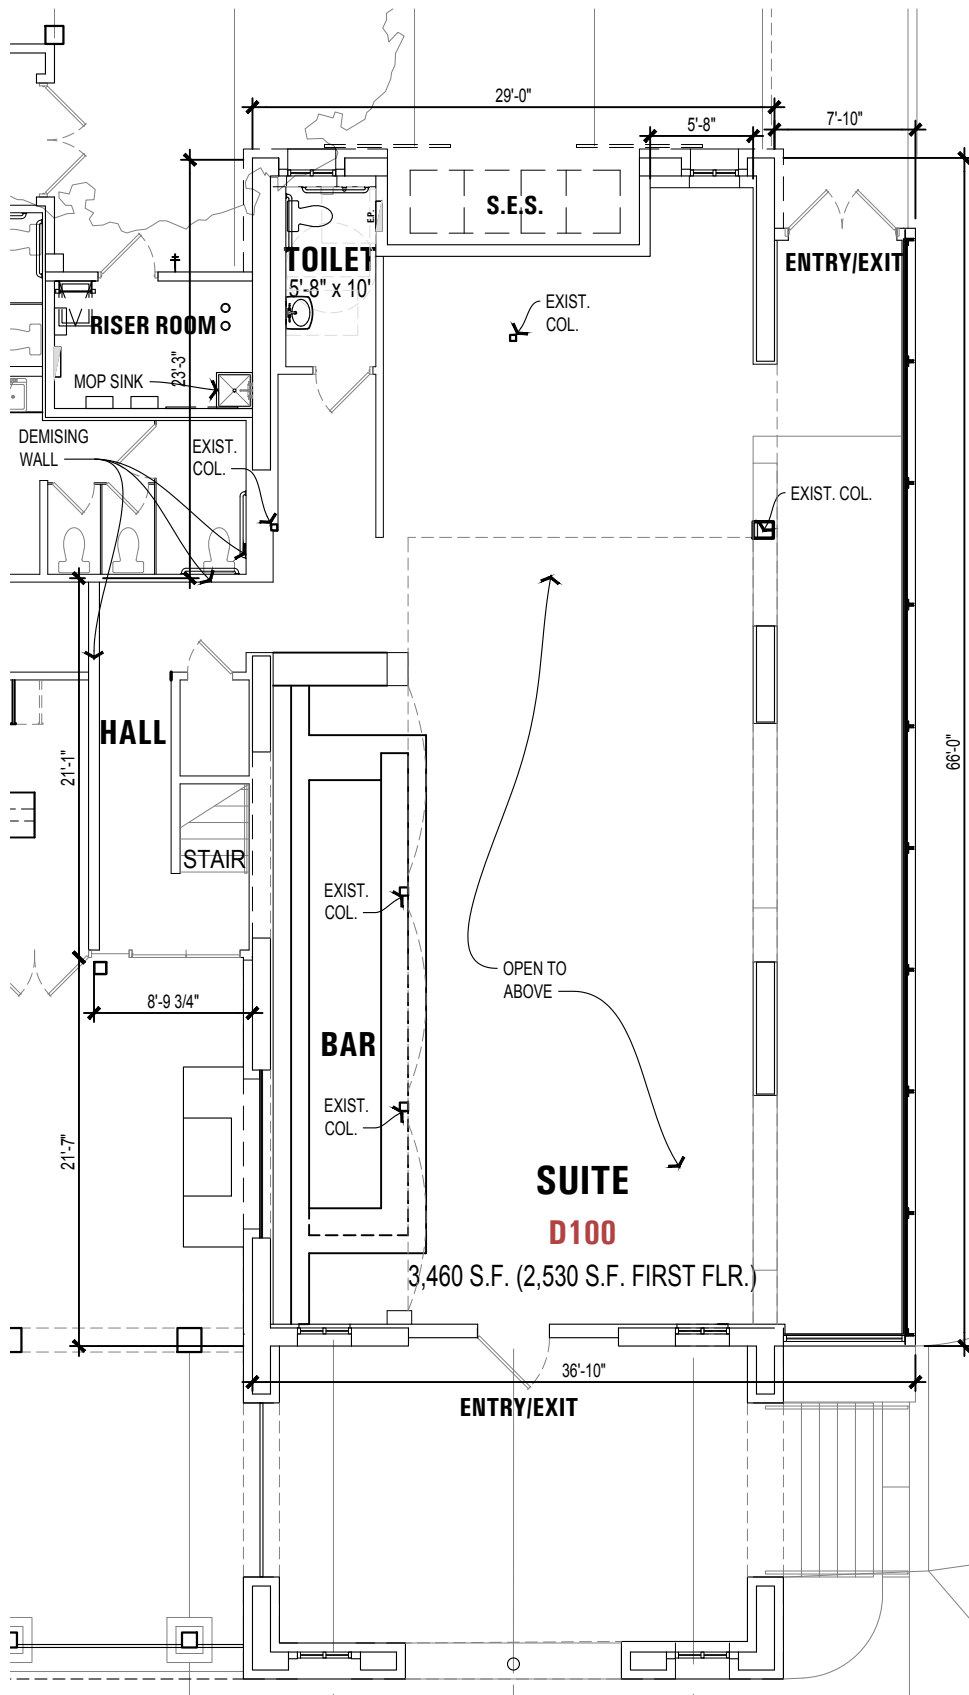 29'-0"
5'-8"
7'-10"
S.E.S.
E.P.
TOILET
5'-8" x 10'
ENTRY/EXIT
EXIST.
COL.
RISER ROOM
23'-3"
MOP SINK
DEMISING
WALL
EXIST.
COL.
EXIST. COL.
HALL
21'-1"
66'-0"
STAIR
EXIST.
COL.
OPEN TO
ABOVE
8'-9 3/4"
BAR
EXIST.
COL.
21'-7"
SUITE
D100
3,460 S.F. (2,530 S.F. FIRST FLR.)
36'-10"
ENTRY/EXIT